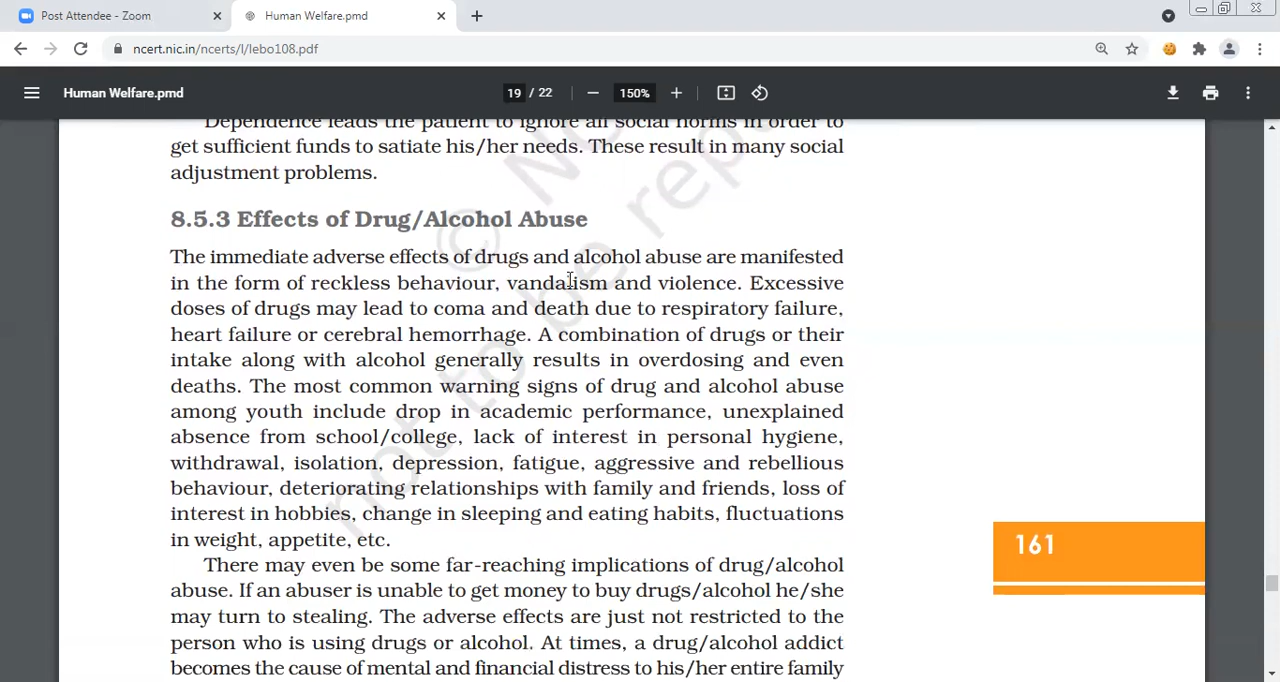 Post Attendee - Zoom
Human Welfare.pmd
ncert.nic.in/ncerts/l/lebo108.pdf
Human Welfare.pmd
19 / 22
150%
Dependence leads the patient to ignore all social norms in order to
get sufficient funds to satiate his/her needs. These result in many social
adjustment problems.
8.5.3 Effects of Drug/Alcohol Abuse
The immediate adverse effects of drugs and alcohol abuse are manifested
in the form of reckless behaviour, vandalism and violence. Excessive
doses of drugs may lead to coma and death due to respiratory failure,
heart failure or cerebral hemorrhage. A combination of drugs or their
intake along with alcohol generally results in overdosing and even
deaths. The most common warning signs of drug and alcohol abuse
among youth include drop in academic performance, unexplained
absence from school/college, lack of interest in personal hygiene,
withdrawal, isolation, depression, fatigue, aggressive and rebellious
behaviour, deteriorating relationships with family and friends, loss of
interest in hobbies, change in sleeping and eating habits, fluctuations
in weight, appetite, etc.
There may even be some far-reaching implications of drug/alcohol
abuse. If an abuser is unable to get money to buy drugs/alcohol he/she
may turn to stealing. The adverse effects are just not restricted to the
person who is using drugs or alcohol. At times, a drug/alcohol addict
becomes the cause of mental and financial distress to his/her entire family
161
not to be